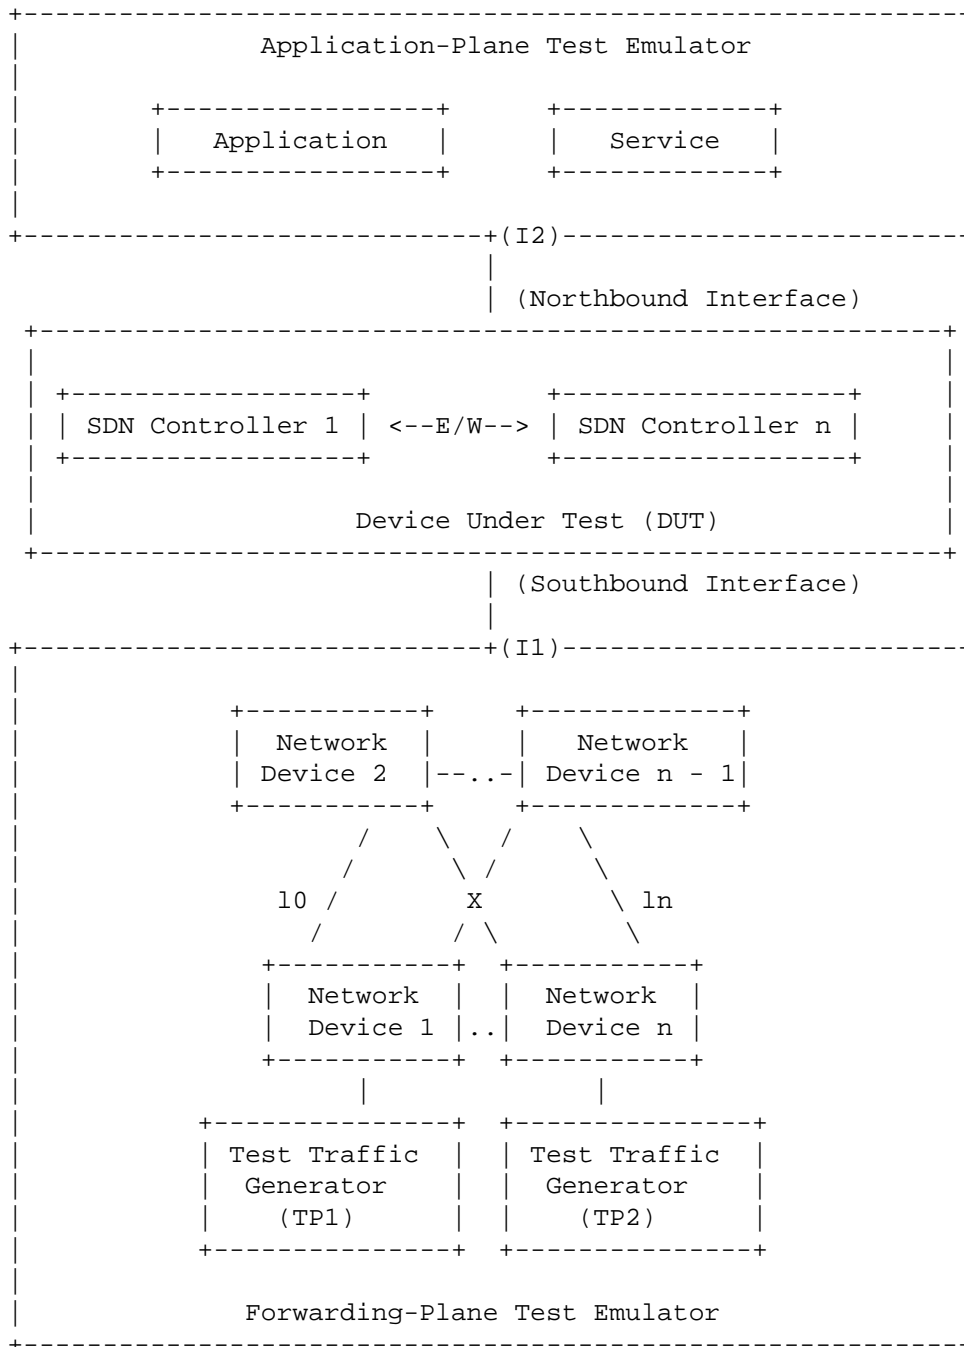 +-----------------------------------------------------------
|               Application-Plane Test Emulator
|
|        +-----------------+      +-------------+
|        |   Application   |      |   Service   |
|        +-----------------+      +-------------+
|
+-----------------------------+(I2)-------------------------
                              |
                              | (Northbound Interface)
 +---------------------------------------------------------+
 |                                                         |
 | +------------------+           +------------------+     |
 | | SDN Controller 1 | <--E/W--> | SDN Controller n |     |
 | +------------------+           +------------------+     |
 |                                                         |
 |                    Device Under Test (DUT)              |
 +---------------------------------------------------------+
                              | (Southbound Interface)
                              |
+-----------------------------+(I1)-------------------------
|
|             +-----------+     +-------------+
|             |  Network  |     |   Network   |
|             | Device 2  |--..-| Device n - 1|
|             +-----------+     +-------------+
|                     /    \   /    \
|                    /      \ /      \
|               l0  /        X        \ ln
|                  /        / \        \
|               +-----------+  +-----------+
|               |  Network  |  |  Network  |
|               |  Device 1 |..|  Device n |
|               +-----------+  +-----------+
|                     |              |
|           +---------------+  +---------------+
|           | Test Traffic  |  | Test Traffic  |
|           |  Generator    |  |  Generator    |
|           |    (TP1)      |  |    (TP2)      |
|           +---------------+  +---------------+
|
|              Forwarding-Plane Test Emulator
+-----------------------------------------------------------